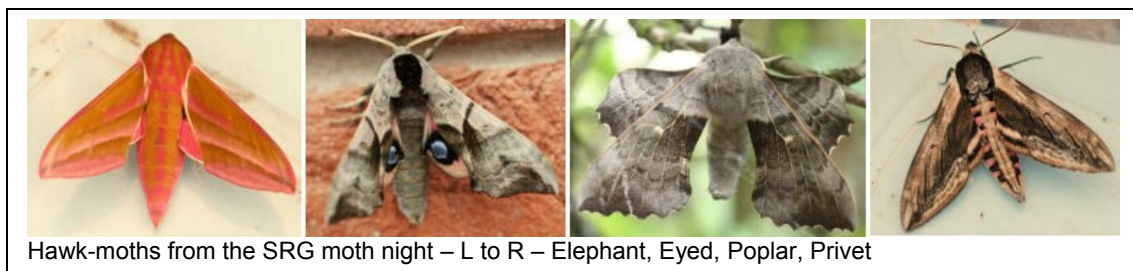 Hawk-moths from the SRG moth night – L to R – Elephant, Eyed, Poplar, Privet